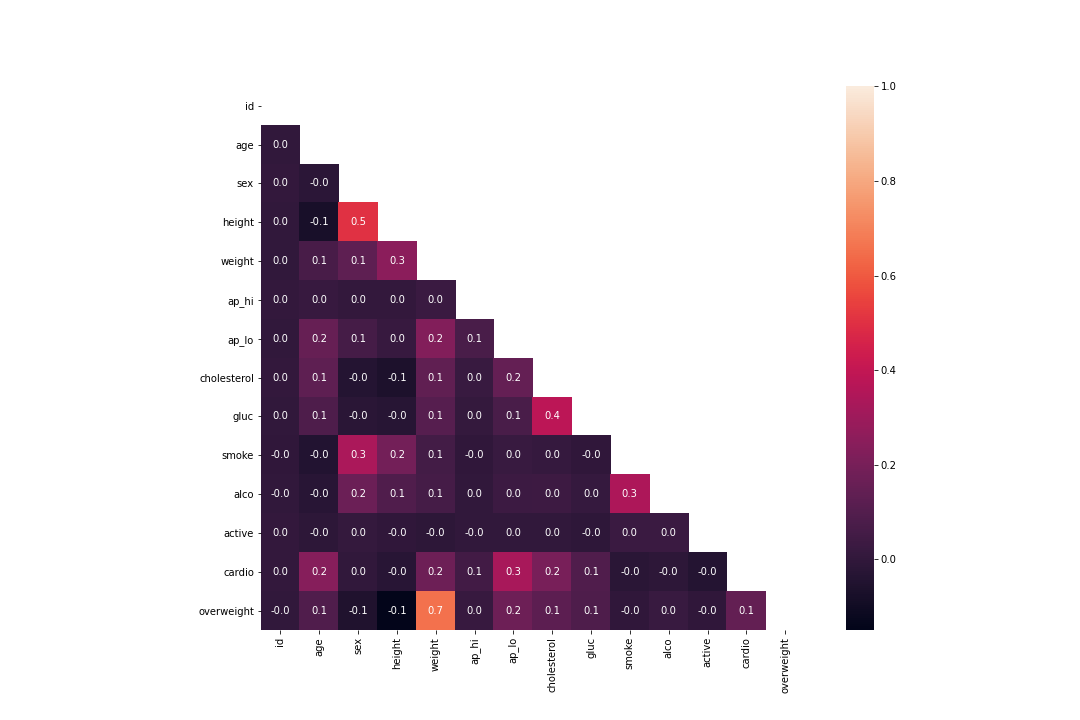 id
age 0.0
sex 0.0 -0.0
height 0.0 -0.1 0.5
weight 0.0 0.1 0.1 0.3
ap_hi 0.0 0.0 0.0 0.0 0.0
ap_lo 0.0 0.2 0.1 0.0 0.2 0.1
cholesterol 0.0 0.1 -0.0 -0.1 0.1 0.0 0.2
gluc 0.0 0.1 -0.0 -0.0 0.1 0.0 0.1 0.4
smoke -0.0 -0.0 0.3 0.2 0.1 -0.0 0.0 0.0 -0.0
alco -0.0 -0.0 0.2 0.1 0.1 0.0 0.0 0.0 0.0 0.3
active 0.0 -0.0 0.0 -0.0 -0.0 -0.0 0.0 0.0 -0.0 0.0 0.0
cardio 0.0 0.2 0.0 -0.0 0.2 0.1 0.3 0.2 0.1 -0.0 -0.0 -0.0
overweight -0.0 0.1 -0.1 -0.1 0.7 0.0 0.2 0.1 0.1 -0.0 0.0 -0.0 0.1
id age sex height weight ap_hi ap_lo cholesterol gluc smoke alco active cardio overweight
1.0
0.8
0.6
0.4
0.2
0.0